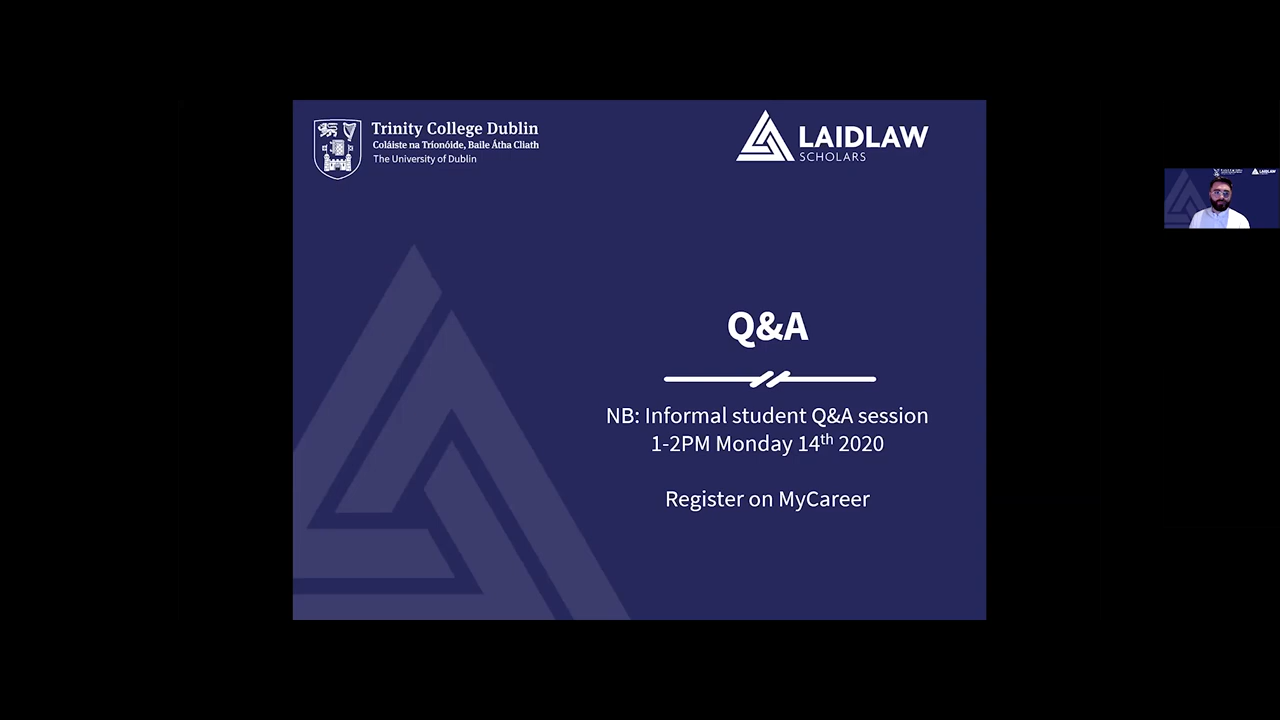 Trinity College Dublin
Coláiste na Tríonóide, Baile Átha Cliath
The University of Dublin
LAIDLAW
SCHOLARS
Q&A
NB: Informal student Q&A session
1-2PM Monday 14th 2020
Register on MyCareer